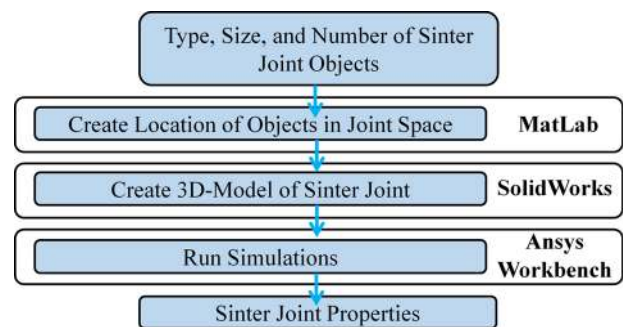 Type, Size, and Number of Sinter
Joint Objects
Create Location of Objects in Joint Space
MatLab
Create 3D-Model of Sinter Joint
SolidWorks
Run Simulations
Ansys
Workbench
Sinter Joint Properties